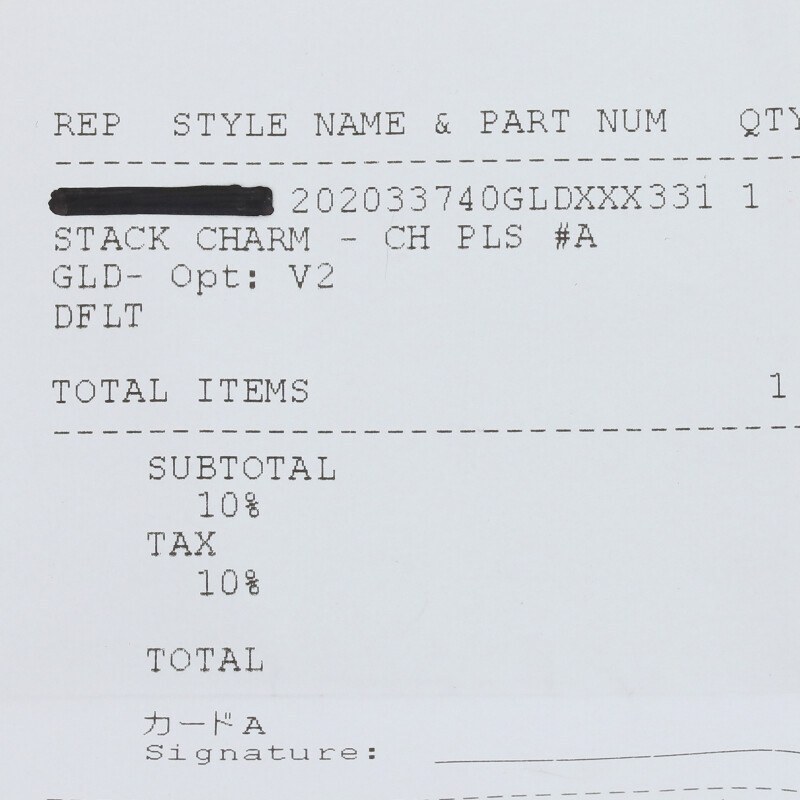 REP STYLE NAME & PART NUM QTY
202033740GLDXXX331 1
STACK CHARM - CH PLS #A
GLD- Opt: V2
DFLT
TOTAL ITEMS 1
SUBTOTAL
10%
TAX
10%
TOTAL
カードA
Signature: